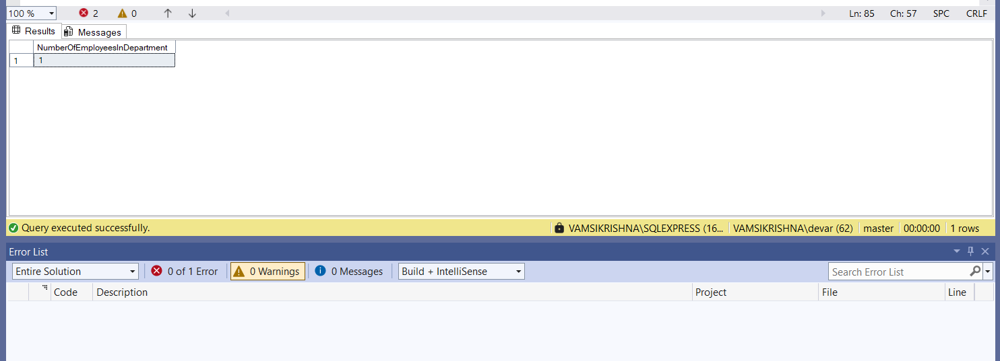 100 % 2 0 Ln: 85 Ch: 57 SPC CRLF
Results Messages
NumberOfEmployeesInDepartment
1 1
Query executed successfully. VAMSIKRISHNA\SQLEXPRESS (16... VAMSIKRISHNA\devar (62) master 00:00:00 1 rows
Error List
Entire Solution 0 of 1 Error 0 Warnings 0 Messages Build + IntelliSense Search Error List
Code Description Project File Line